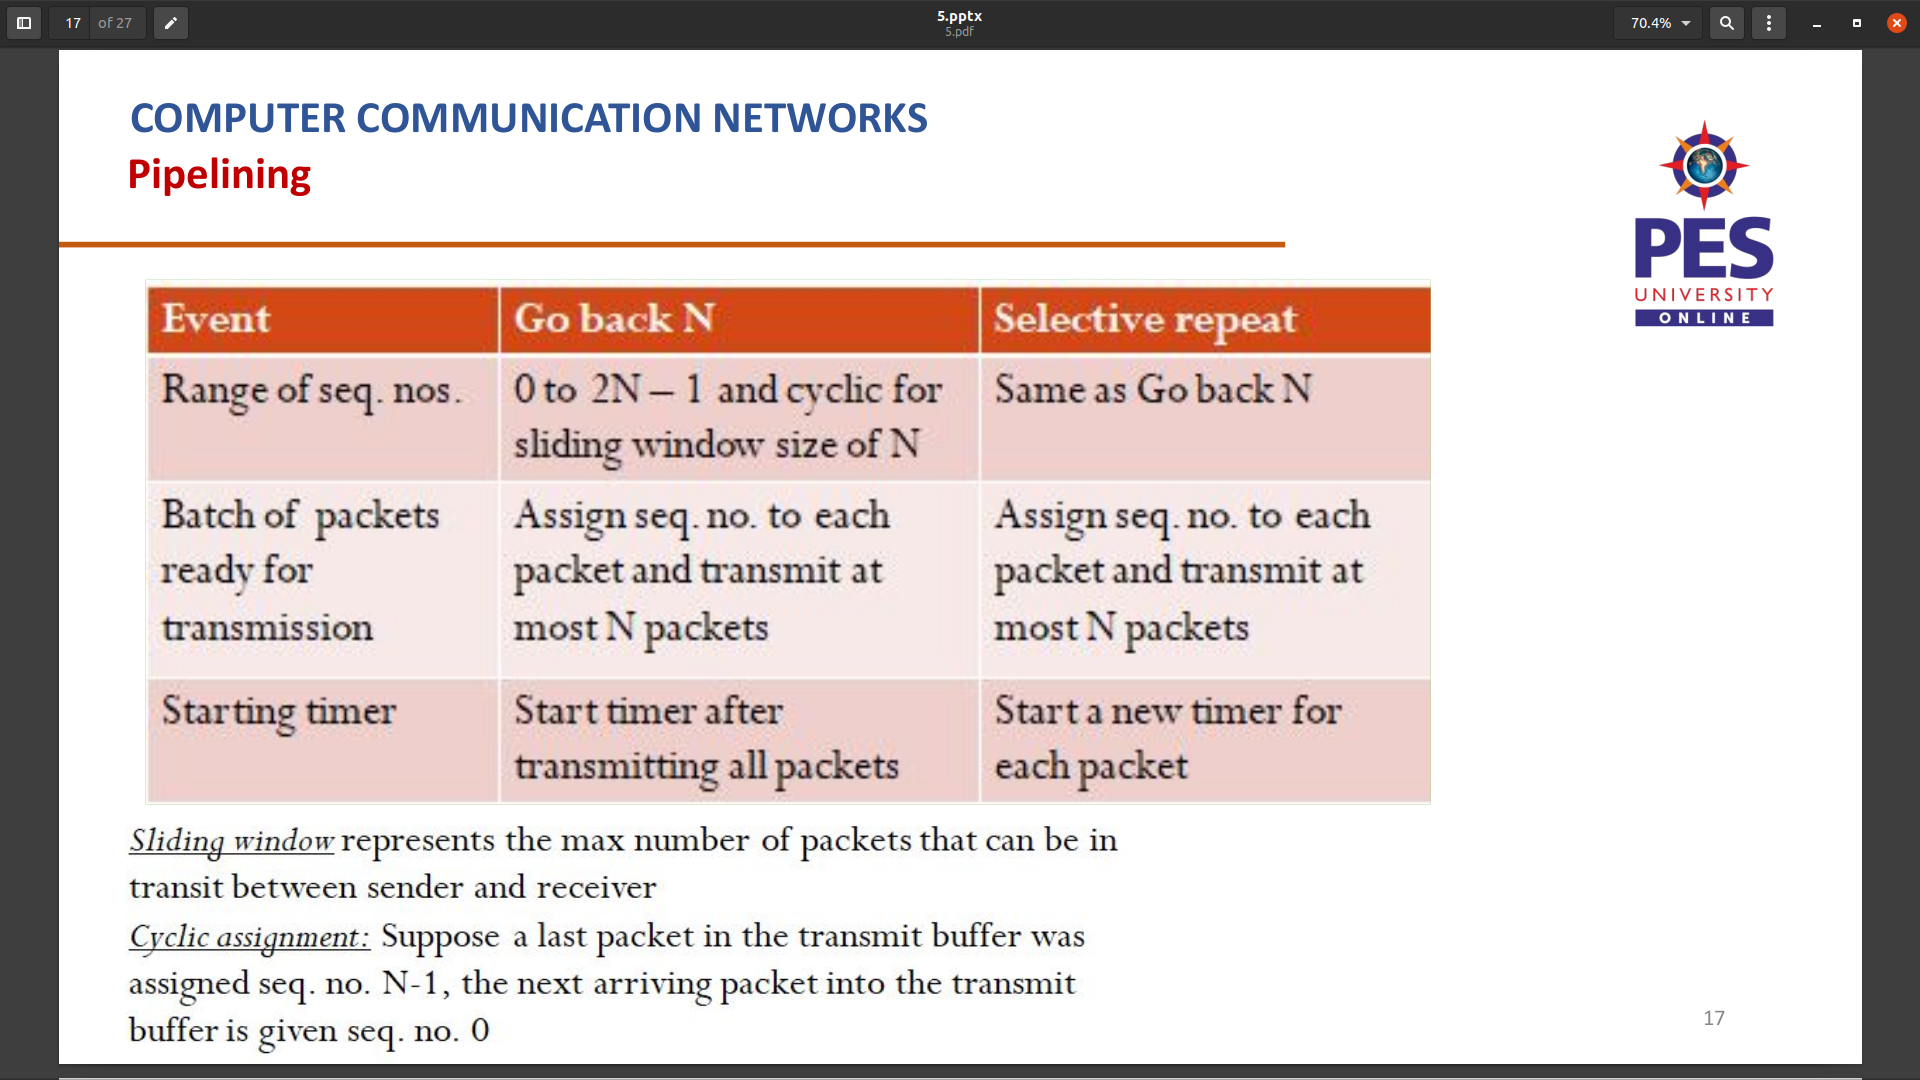 17 of 27
5.pptx
5.pdf
70.4%
COMPUTER COMMUNICATION NETWORKS
Pipelining
PES
UNIVERSITY
ONLINE
Event Go back N Selective repeat
Range of seq. nos. 0 to 2N – 1 and cyclic for Same as Go back N
sliding window size of N
Batch of packets Assign seq. no. to each Assign seq. no. to each
ready for packet and transmit at packet and transmit at
transmission most N packets most N packets
Starting timer Start timer after Start a new timer for
transmitting all packets each packet
Sliding window represents the max number of packets that can be in
transit between sender and receiver
Cyclic assignment: Suppose a last packet in the transmit buffer was
assigned seq. no. N-1, the next arriving packet into the transmit
buffer is given seq. no. 0
17